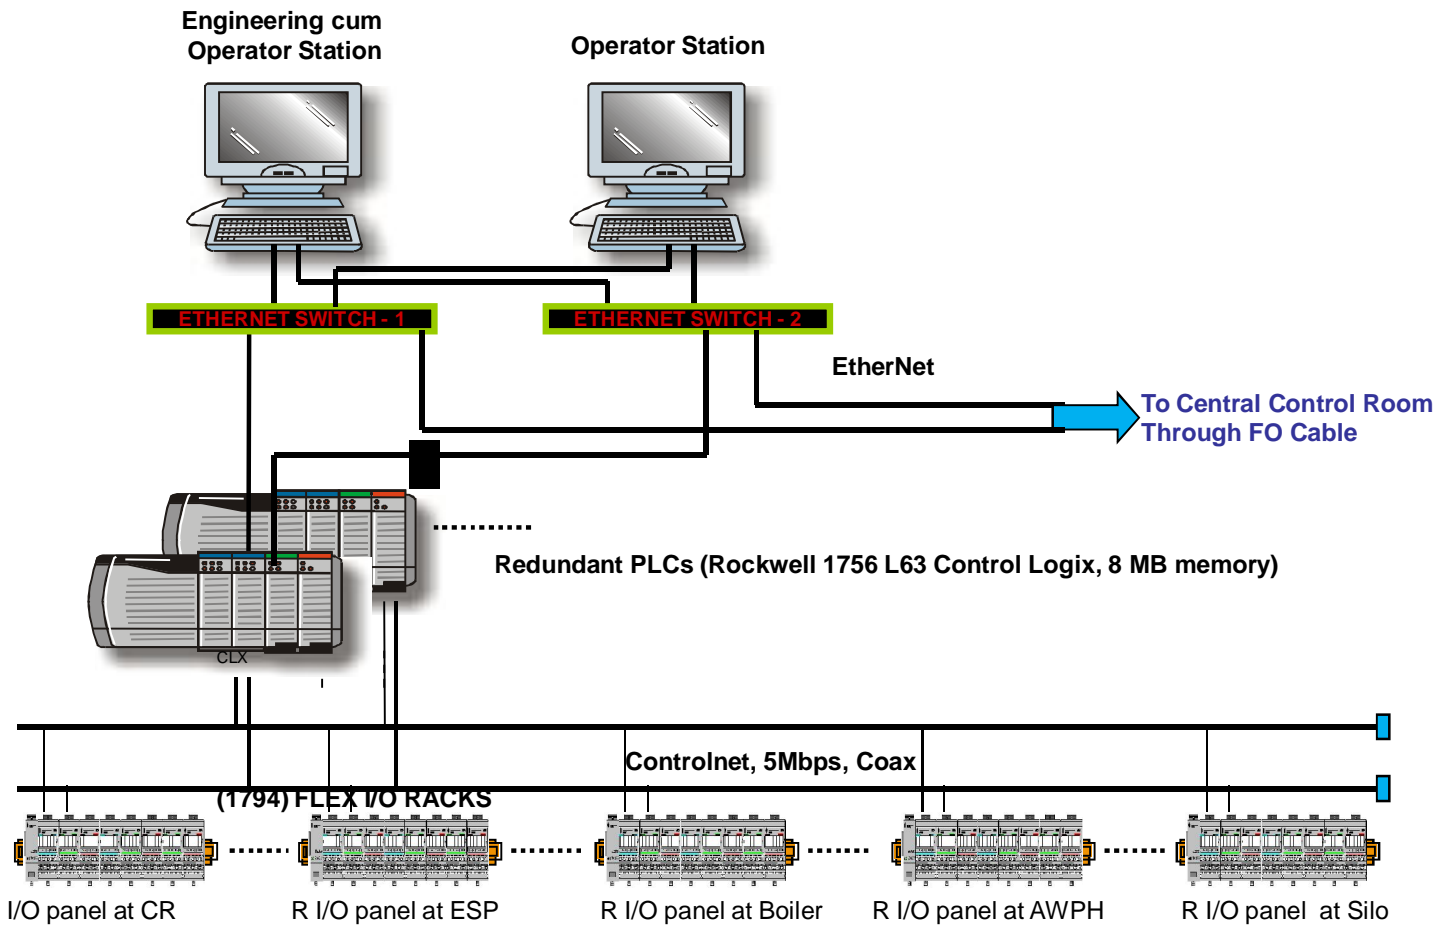 Engineering cum
Operator Station
Operator Station
ETHERNET SWITCH - 1
ETHERNET SWITCH - 2
EtherNet
To Central Control Room
Through FO Cable
Redundant PLCs (Rockwell 1756 L63 Control Logix, 8 MB memory)
CLX
Controlnet, 5Mbps, Coax
(1794) FLEX I/O RACKS
I/O panel at CR
R I/O panel at ESP
R I/O panel at Boiler
R I/O panel at AWPH
R I/O panel at Silo